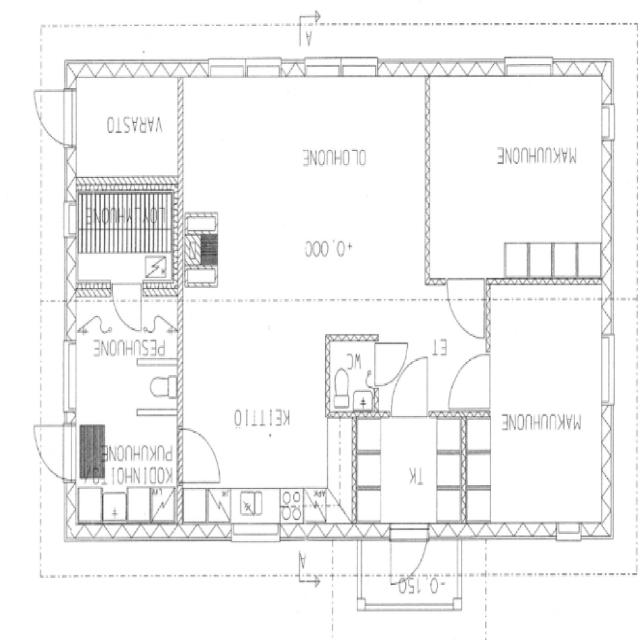 A
VARASTO
OLOHUONE
MAKUUHUONE
LÖYLYHUONE
+0.000
PESUHUONE
WC
ET
KEITTIÖ
MAKUUHUONE
KODINHOITO/
PUKUHUONE
TK
APK
A
-0.150